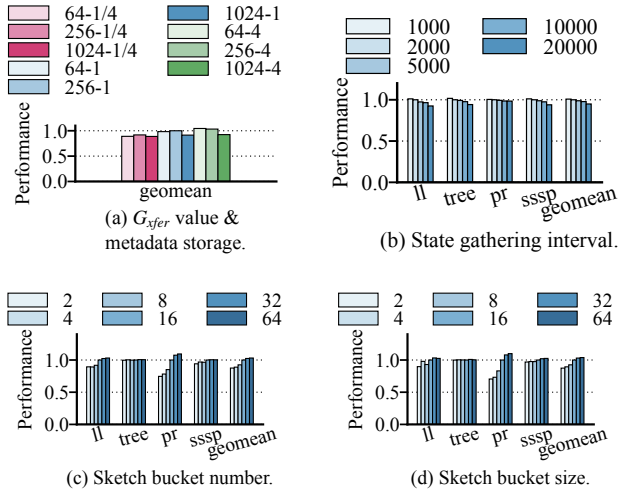 64-1/4
256-1/4
1024-1/4
64-1
256-1
1024-1
64-4
256-4
1024-4
Performance
1.0
0.5
0.0
geomean
(a) Gxfer value &
metadata storage.
1000
2000
5000
10000
20000
Performance
1.0
0.5
0.0
ll
tree
pr
sssp
geomean
(b) State gathering interval.
2
4
8
16
32
64
Performance
1.0
0.5
0.0
ll
tree
pr
sssp
geomean
(c) Sketch bucket number.
2
4
8
16
32
64
Performance
1.0
0.5
0.0
ll
tree
pr
sssp
geomean
(d) Sketch bucket size.